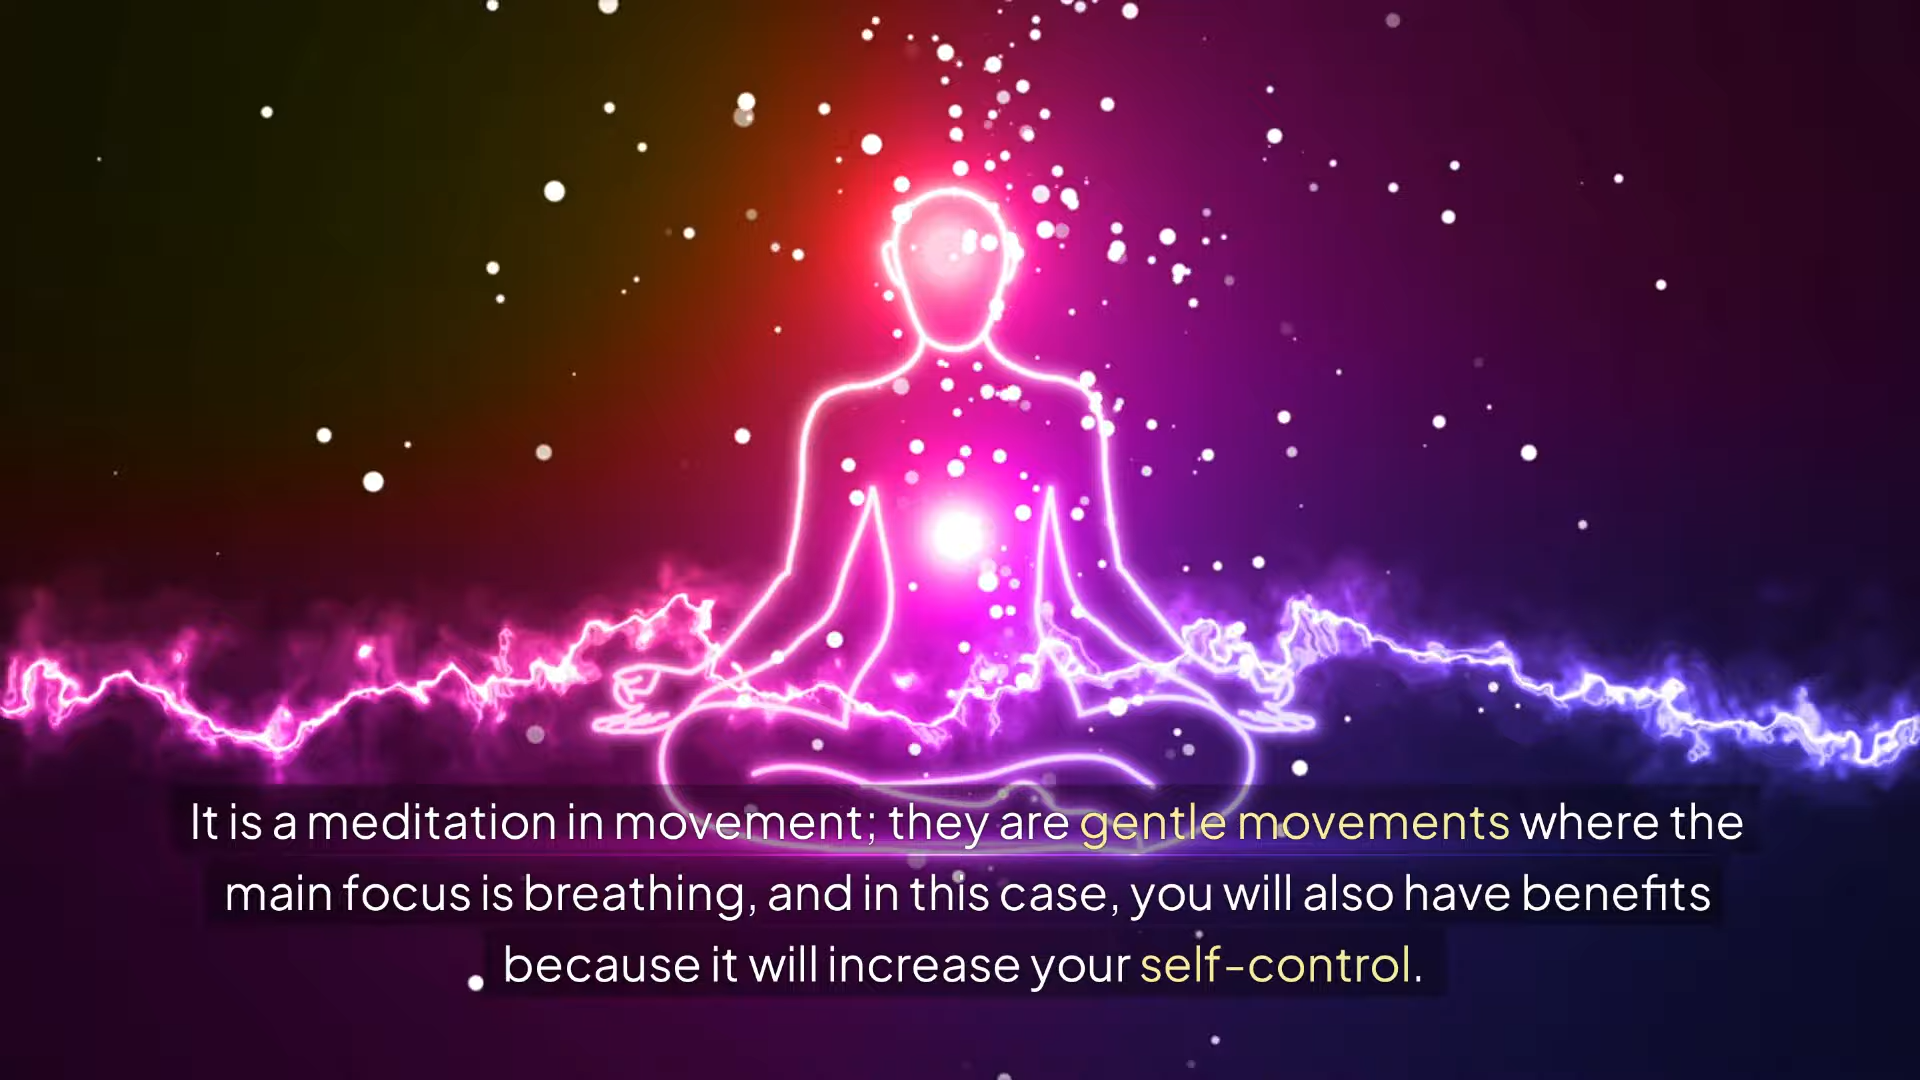 It is a meditation in movement; they are gentle movements where the
main focus is breathing, and in this case, you will also have benefits
because it will increase your self-control.